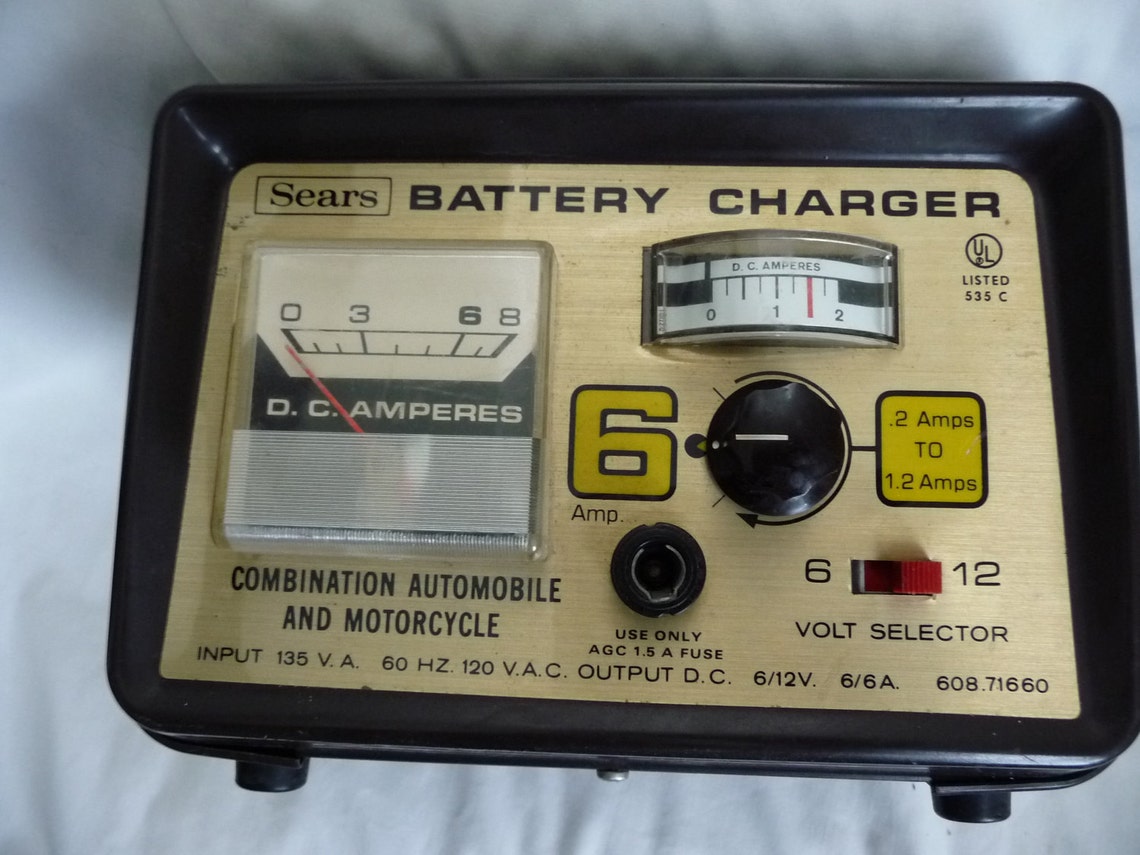 Sears BATTERY CHARGER
UL
LISTED
535 C
0 3 6 8
D. C. AMPERES
D. C. AMPERES
0 1 2
6
Amp.
.2 Amps
TO
1.2 Amps
6 12
VOLT SELECTOR
COMBINATION AUTOMOBILE
AND MOTORCYCLE
USE ONLY
AGC 1.5 A FUSE
INPUT 135 V. A. 60 HZ. 120 V.A.C. OUTPUT D.C. 6/12V. 6/6A. 608.71660